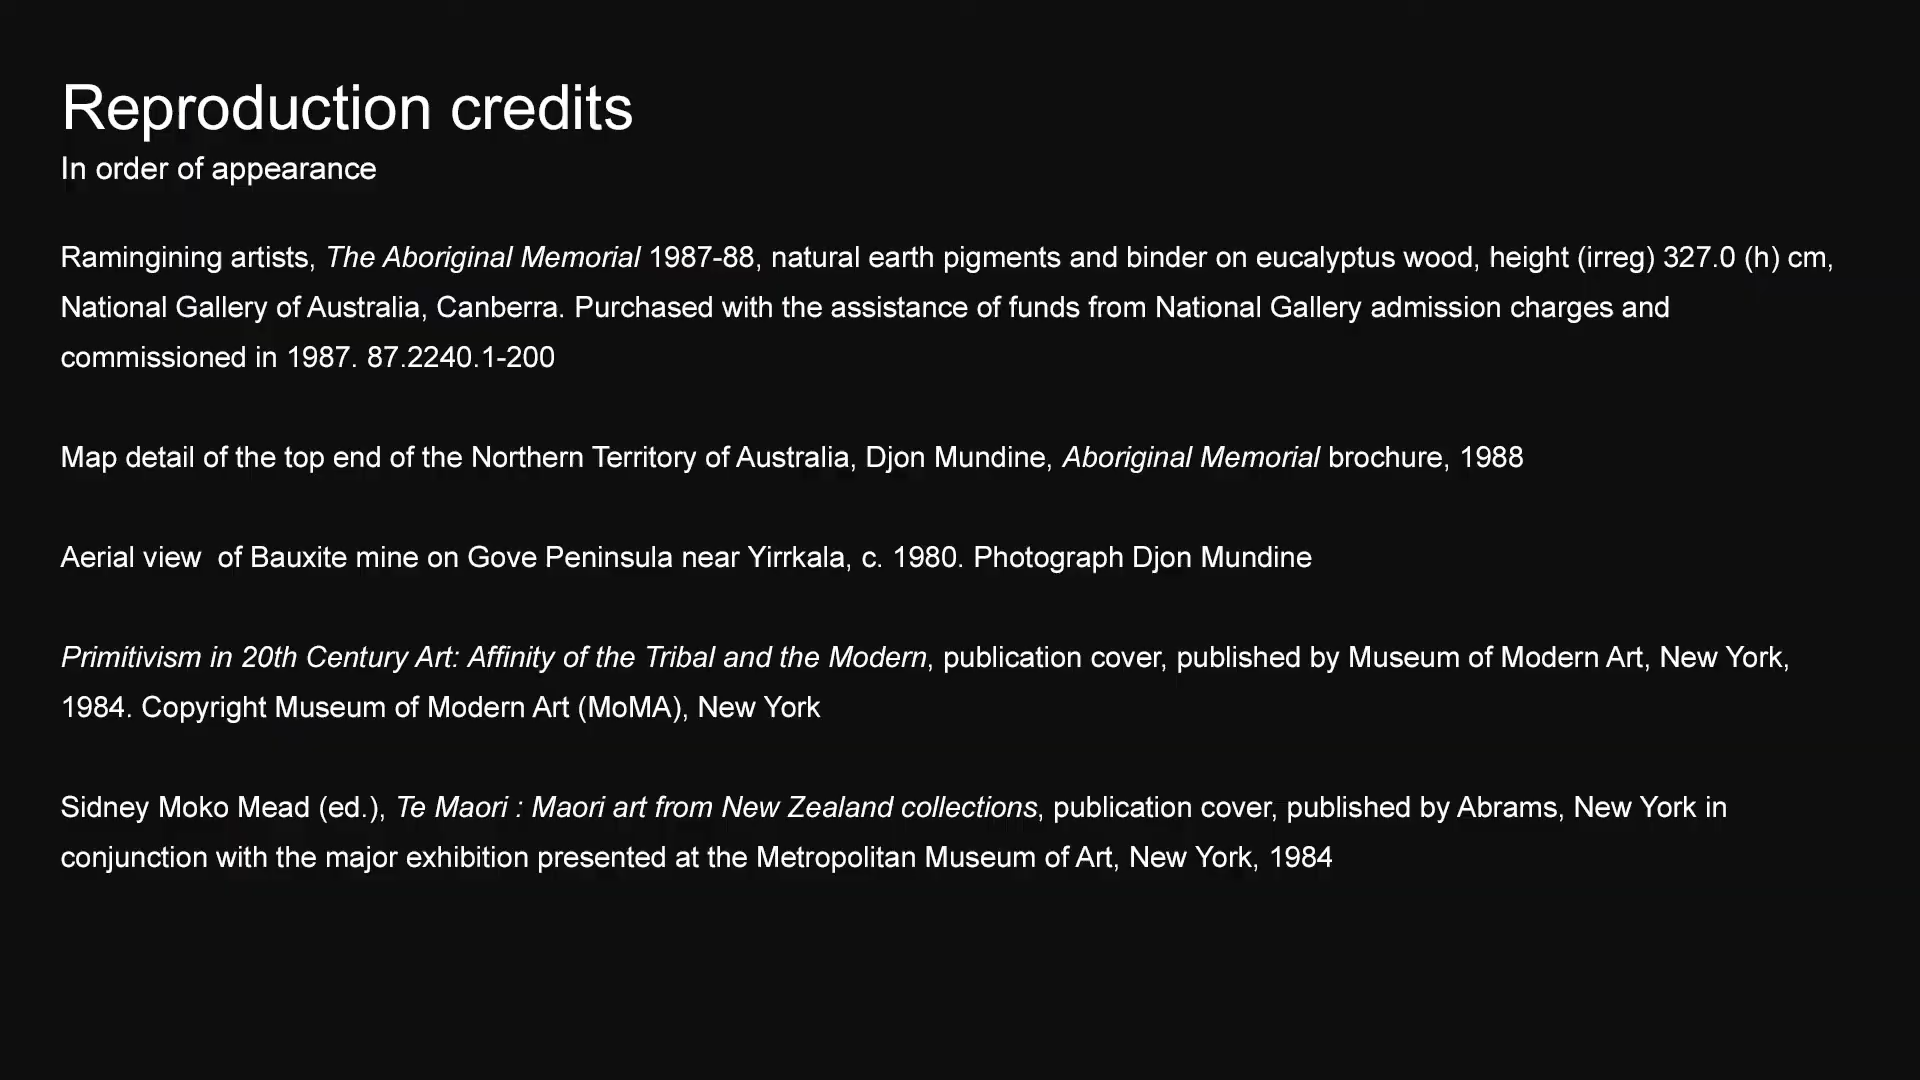 Reproduction credits
In order of appearance
Ramingining artists, The Aboriginal Memorial 1987-88, natural earth pigments and binder on eucalyptus wood, height (irreg) 327.0 (h) cm,
National Gallery of Australia, Canberra. Purchased with the assistance of funds from National Gallery admission charges and
commissioned in 1987. 87.2240.1-200
Map detail of the top end of the Northern Territory of Australia, Djon Mundine, Aboriginal Memorial brochure, 1988
Aerial view  of Bauxite mine on Gove Peninsula near Yirrkala, c. 1980. Photograph Djon Mundine
Primitivism in 20th Century Art: Affinity of the Tribal and the Modern, publication cover, published by Museum of Modern Art, New York,
1984. Copyright Museum of Modern Art (MoMA), New York
Sidney Moko Mead (ed.), Te Maori : Maori art from New Zealand collections, publication cover, published by Abrams, New York in
conjunction with the major exhibition presented at the Metropolitan Museum of Art, New York, 1984